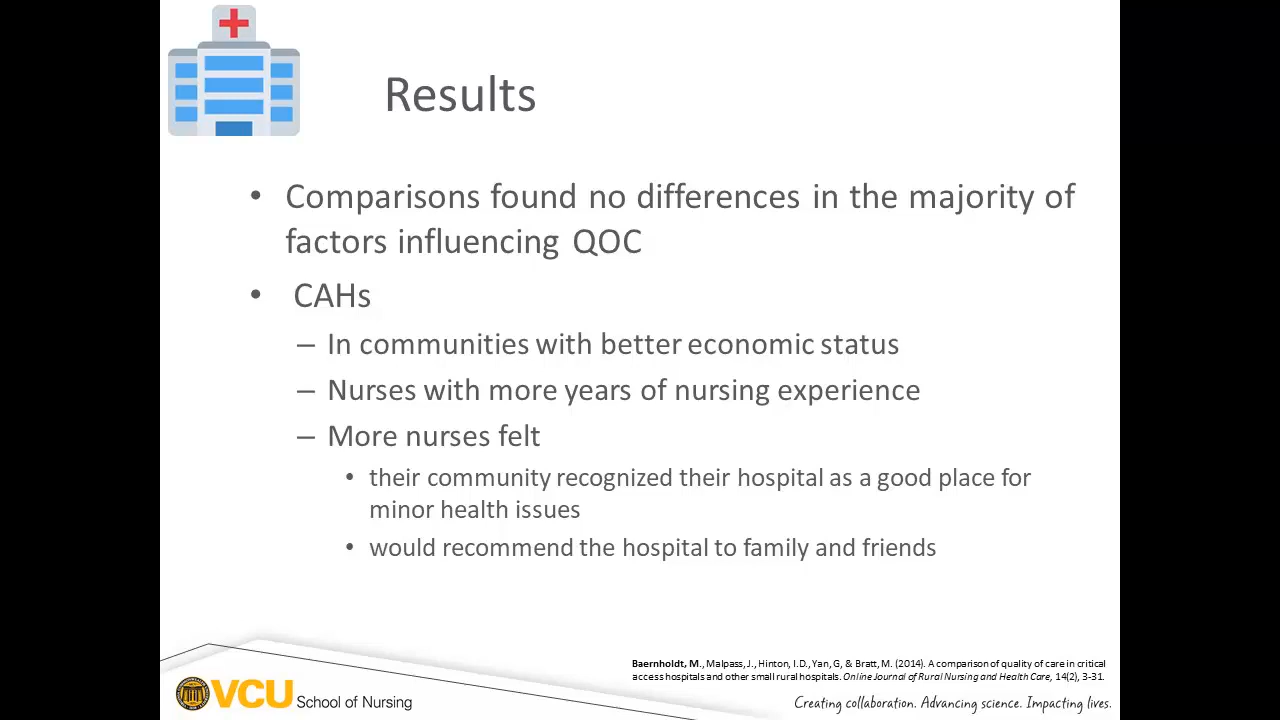 Results
• Comparisons found no differences in the majority of
factors influencing QOC
• CAHs
– In communities with better economic status
– Nurses with more years of nursing experience
– More nurses felt
• their community recognized their hospital as a good place for
minor health issues
• would recommend the hospital to family and friends
Baernholdt, M., Malpass, J., Hinton, I.D., Yan, G, & Bratt, M. (2014). A comparison of quality of care in critical
access hospitals and other small rural hospitals. Online Journal of Rural Nursing and Health Care, 14(2), 3-31.
VCU School of Nursing
Creating collaboration. Advancing science. Impacting lives.